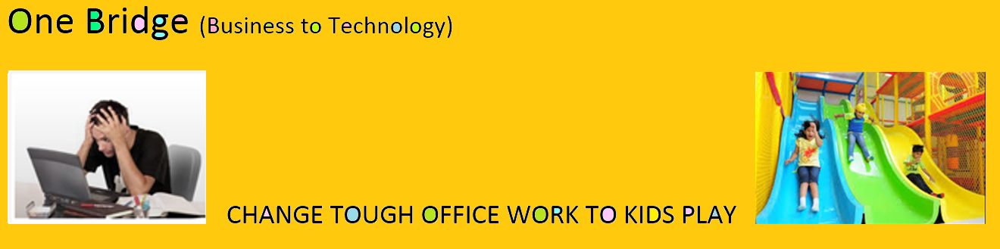 One Bridge (Business to Technology)
CHANGE TOUGH OFFICE WORK TO KIDS PLAY